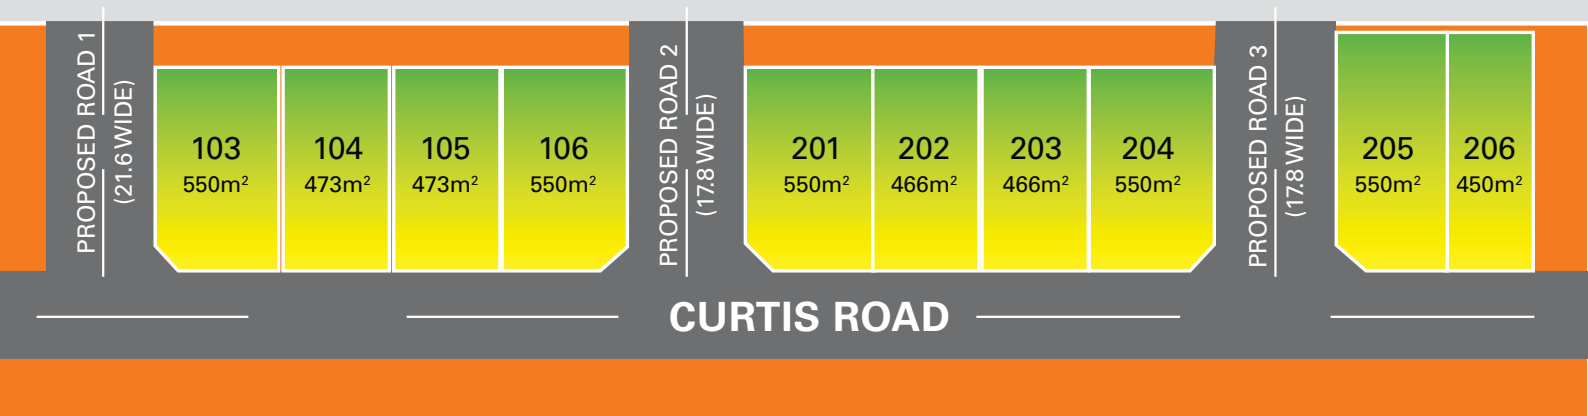 PROPOSED ROAD 1
(21.6 WIDE)
103
550m²
104
473m²
105
473m²
106
550m²
PROPOSED ROAD 2
(17.8 WIDE)
201
550m²
202
466m²
203
466m²
204
550m²
PROPOSED ROAD 3
(17.8 WIDE)
205
550m²
206
450m²
CURTIS ROAD